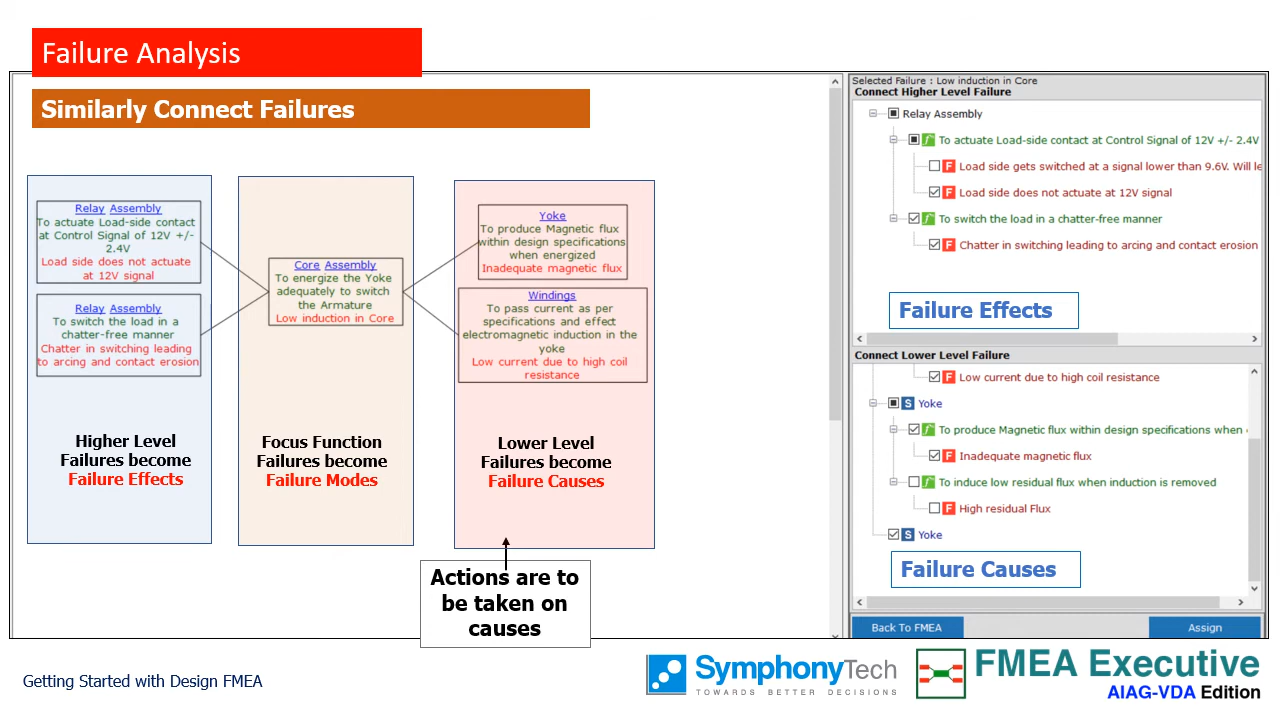 Failure Analysis
Similarly Connect Failures
Relay Assembly
To actuate Load-side contact
at Control Signal of 12V +/-
2.4V
Load side does not actuate
at 12V signal
Relay Assembly
To switch the load in a
chatter-free manner
Chatter in switching leading
to arcing and contact erosion
Higher Level
Failures become
Failure Effects
Core Assembly
To energize the Yoke
adequately to switch
the Armature
Low induction in Core
Focus Function
Failures become
Failure Modes
Yoke
To produce Magnetic flux
within design specifications
when energized
Inadequate magnetic flux
Windings
To pass current as per
specifications and effect
electromagnetic induction in the
yoke
Low current due to high coil
resistance
Lower Level
Failures become
Failure Causes
Actions are to
be taken on
causes
Selected Failure : Low induction in Core
Connect Higher Level Failure
Relay Assembly
f To actuate Load-side contact at Control Signal of 12V +/- 2.4V
F Load side gets switched at a signal lower than 9.6V. Will le
F Load side does not actuate at 12V signal
f To switch the load in a chatter-free manner
F Chatter in switching leading to arcing and contact erosion
Failure Effects
Connect Lower Level Failure
F Low current due to high coil resistance
S Yoke
f To produce Magnetic flux within design specifications when
F Inadequate magnetic flux
f To induce low residual flux when induction is removed
F High residual Flux
S Yoke
Failure Causes
Back To FMEA
Assign
Getting Started with Design FMEA
SymphonyTech
TOWARDS BETTER DECISIONS
FMEA Executive
AIAG-VDA Edition